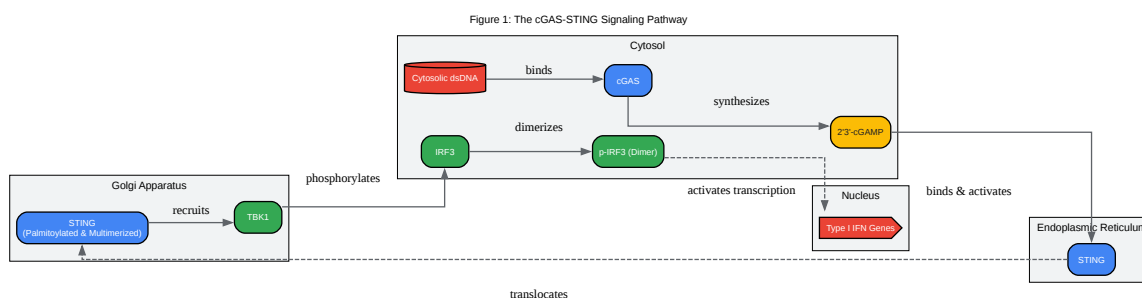 Figure 1: The cGAS-STING Signaling Pathway
Cytosol
Cytosolic dsDNA
binds
cGAS
synthesizes
2'3'-cGAMP
dimerizes
IRF3
p-IRF3 (Dimer)
phosphorylates
activates transcription
binds & activates
Golgi Apparatus
recruits
STING
(Palmitoylated & Multimerized)
TBK1
Nucleus
Type I IFN Genes
Endoplasmic Reticulum
STING
translocates